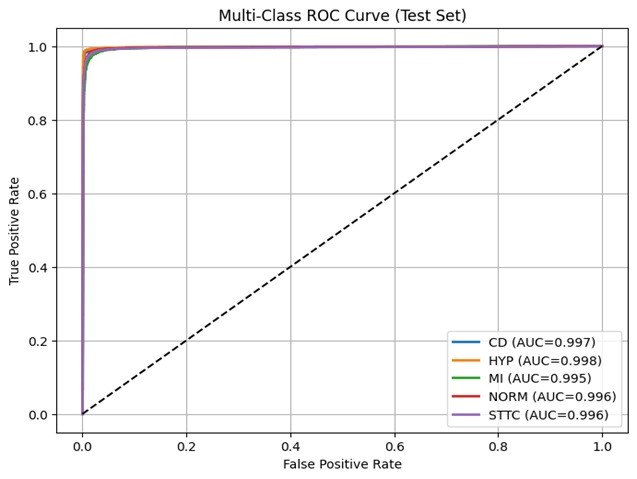 Multi-Class ROC Curve (Test Set)
True Positive Rate
1.0
0.8
0.6
0.4
0.2
0.0
CD (AUC=0.997)
HYP (AUC=0.998)
MI (AUC=0.995)
NORM (AUC=0.996)
STTC (AUC=0.996)
0.0 0.2 0.4 0.6 0.8 1.0
False Positive Rate